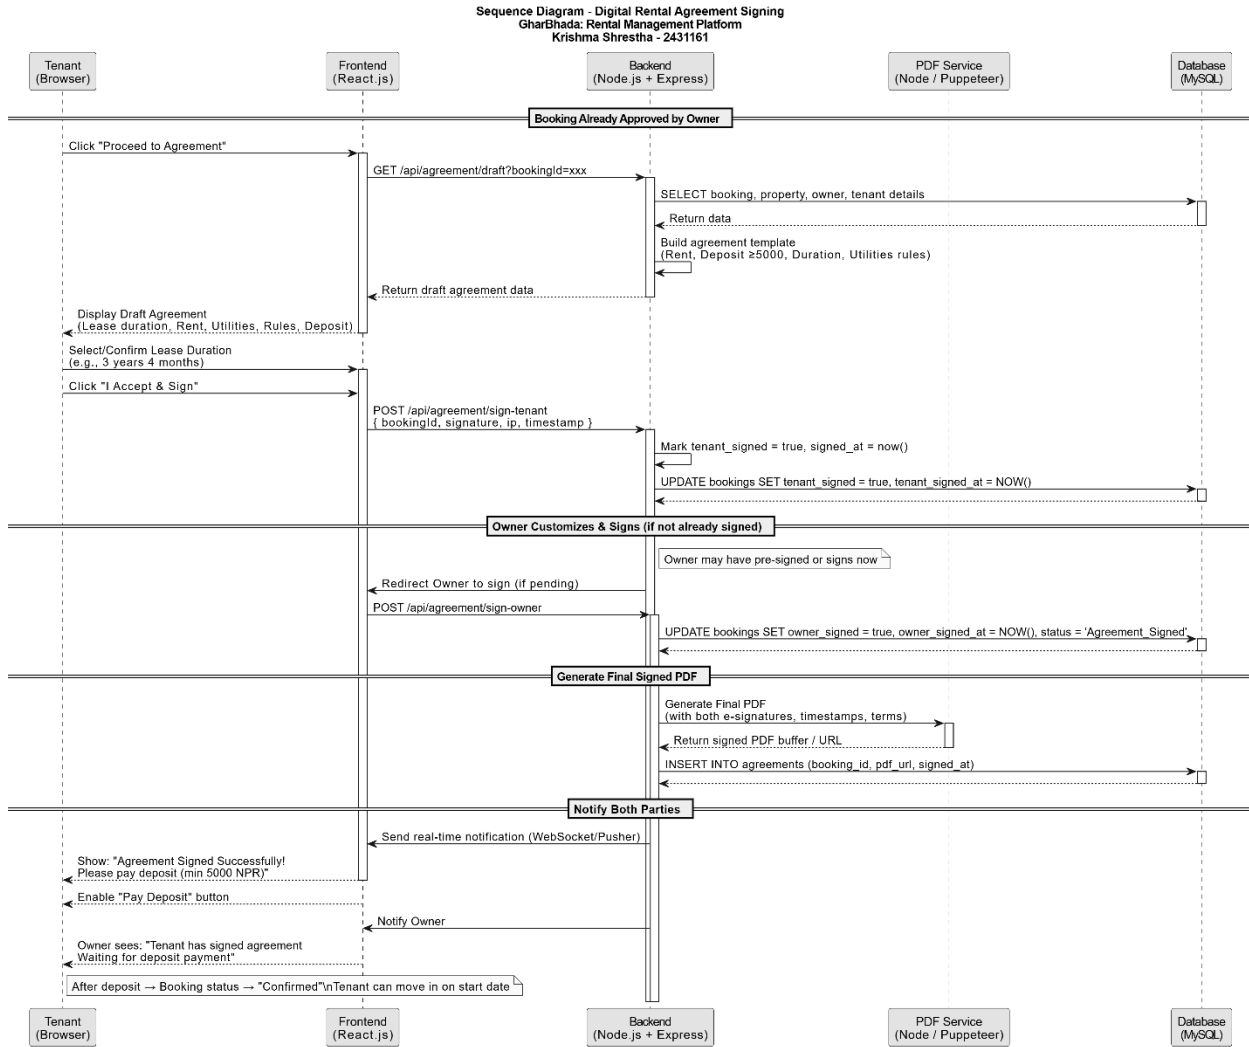 Sequence Diagram - Digital Rental Agreement Signing
GharBhada: Rental Management Platform
Krishma Shrestha - 2431161
Tenant
(Browser)
Frontend
(React.js)
Backend
(Node.js + Express)
PDF Service
(Node / Puppeteer)
Database
(MySQL)
Booking Already Approved by Owner
Click "Proceed to Agreement"
GET /api/agreement/draft?bookingId=xxx
SELECT booking, property, owner, tenant details
Return data
Build agreement template
(Rent, Deposit ≥5000, Duration, Utilities rules)
Return draft agreement data
Display Draft Agreement
(Lease duration, Rent, Utilities, Rules, Deposit)
Select/Confirm Lease Duration
(e.g., 3 years 4 months)
Click "I Accept & Sign"
POST /api/agreement/sign-tenant
{ bookingId, signature, ip, timestamp }
Mark tenant_signed = true, signed_at = now()
UPDATE bookings SET tenant_signed = true, tenant_signed_at = NOW()
Owner Customizes & Signs (if not already signed)
Owner may have pre-signed or signs now
Redirect Owner to sign (if pending)
POST /api/agreement/sign-owner
UPDATE bookings SET owner_signed = true, owner_signed_at = NOW(), status = 'Agreement_Signed'
Generate Final Signed PDF
Generate Final PDF
(with both e-signatures, timestamps, terms)
Return signed PDF buffer / URL
INSERT INTO agreements (booking_id, pdf_url, signed_at)
Notify Both Parties
Send real-time notification (WebSocket/Pusher)
Show: "Agreement Signed Successfully!
Please pay deposit (min 5000 NPR)"
Enable "Pay Deposit" button
Notify Owner
Owner sees: "Tenant has signed agreement
Waiting for deposit payment"
After deposit → Booking status → "Confirmed"\nTenant can move in on start date
Tenant
(Browser)
Frontend
(React.js)
Backend
(Node.js + Express)
PDF Service
(Node / Puppeteer)
Database
(MySQL)